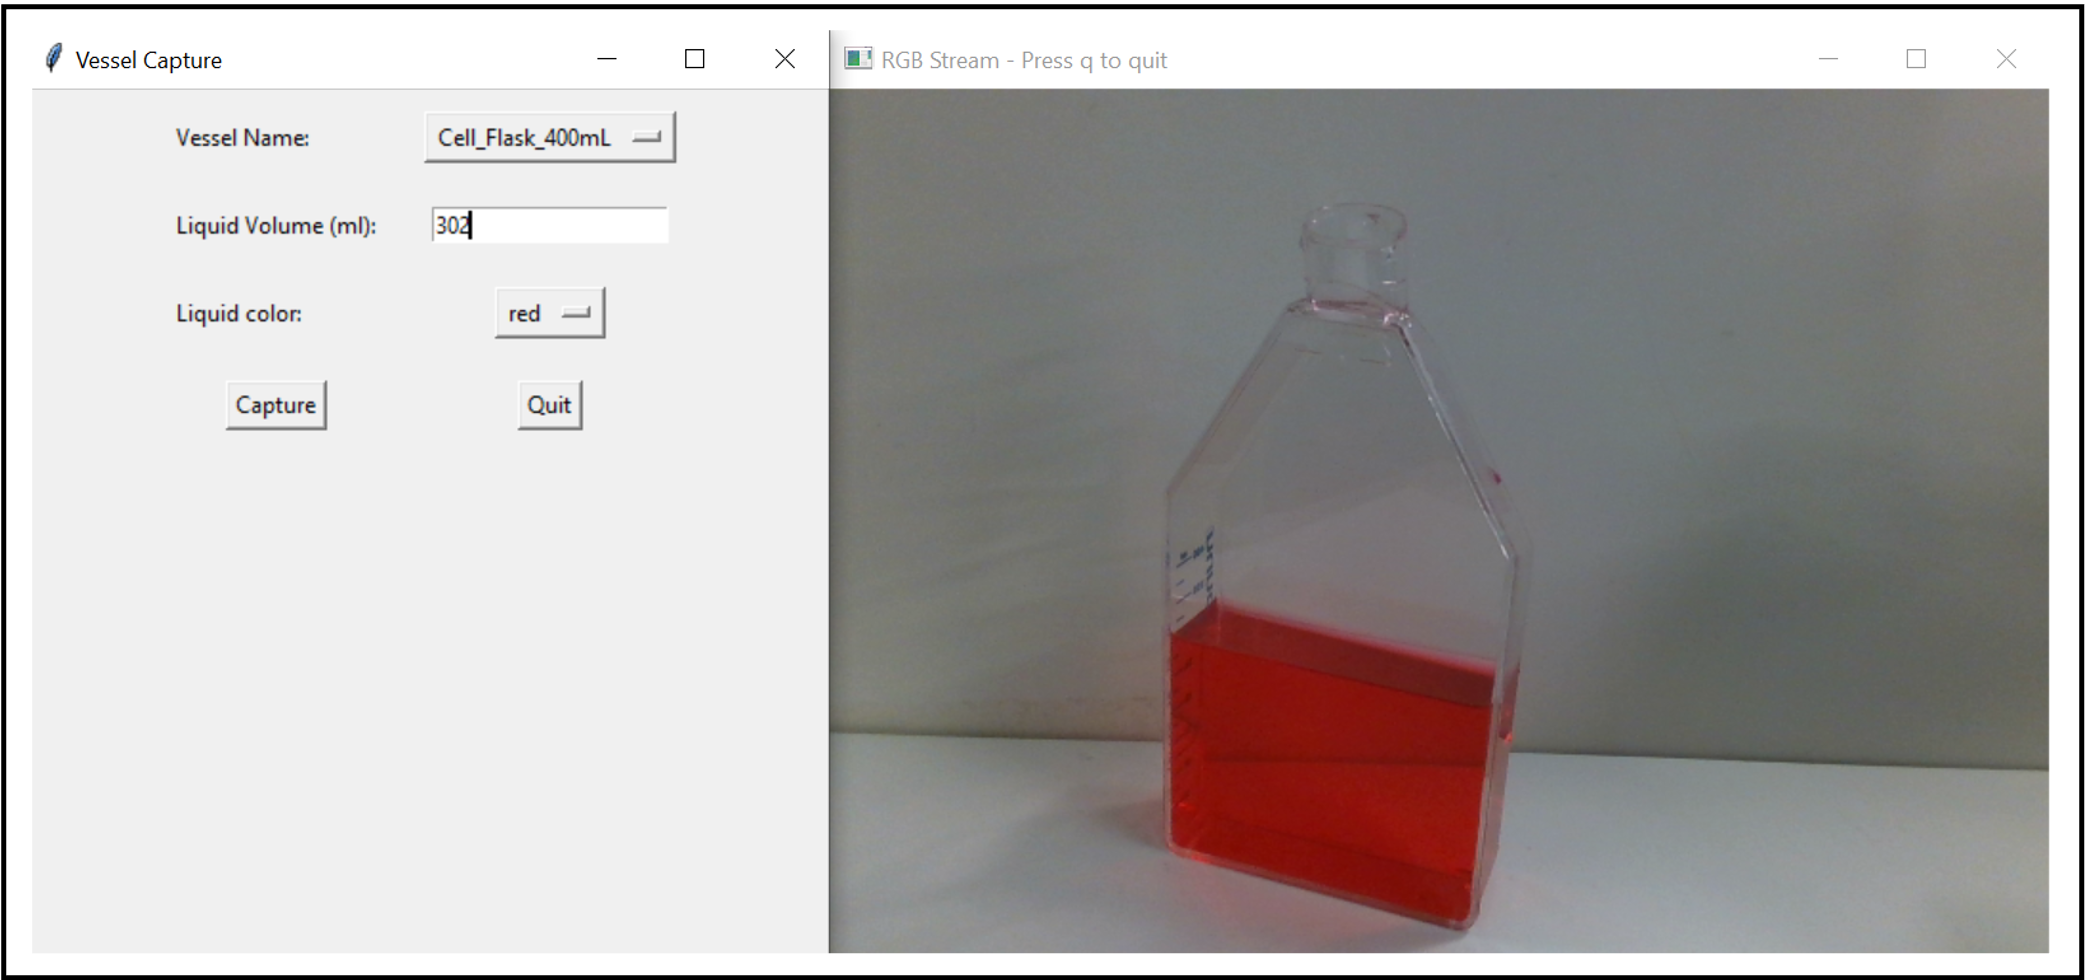 Vessel Capture
Vessel Name: Cell_Flask_400mL
Liquid Volume (ml): 302
Liquid color: red
Capture Quit
RGB Stream - Press q to quit